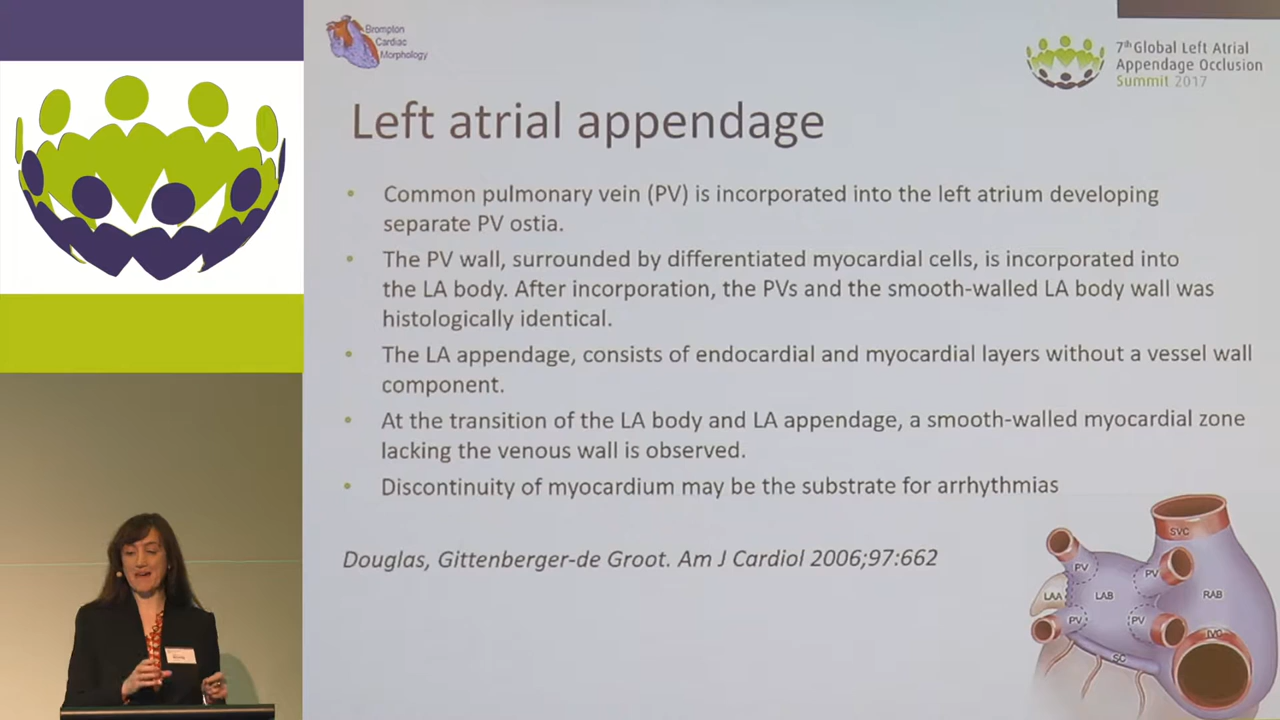 Brompton
Cardiac
Morphology
7th Global Left Atrial
Appendage Occlusion
Summit 2017
Left atrial appendage
• Common pulmonary vein (PV) is incorporated into the left atrium developing
separate PV ostia.
• The PV wall, surrounded by differentiated myocardial cells, is incorporated into
the LA body. After incorporation, the PVs and the smooth-walled LA body wall was
histologically identical.
• The LA appendage, consists of endocardial and myocardial layers without a vessel wall
component.
• At the transition of the LA body and LA appendage, a smooth-walled myocardial zone
lacking the venous wall is observed.
• Discontinuity of myocardium may be the substrate for arrhythmias
Douglas, Gittenberger-de Groot. Am J Cardiol 2006;97:662
SVC
PV
PV
LAA
LAB
RAB
PV
PV
IVC
SC